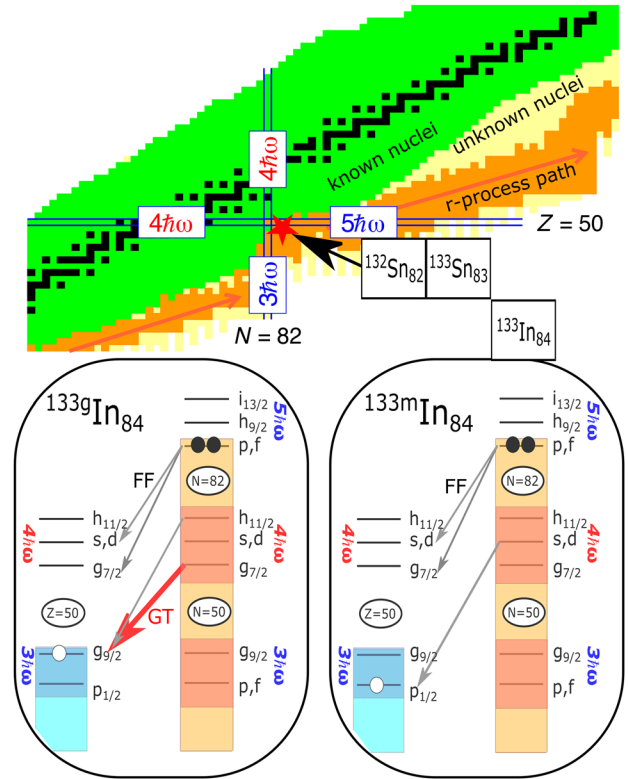 known nuclei
unknown nuclei
r-process path
4ħω
4ħω
5ħω
3ħω
Z = 50
N = 82
¹³²Sn₈₂
¹³³Sn₈₃
¹³³In₈₄
¹³³ᵍIn₈₄
i₁₃/₂
h₉/₂
p,f
5ħω
FF
N=82
h₁₁/₂
s,d
g₇/₂
4ħω
h₁₁/₂
s,d
g₇/₂
4ħω
Z=50
N=50
GT
g₉/₂
p₁/₂
3ħω
g₉/₂
p,f
3ħω
¹³³ᵐIn₈₄
i₁₃/₂
h₉/₂
p,f
5ħω
FF
N=82
h₁₁/₂
s,d
g₇/₂
4ħω
h₁₁/₂
s,d
g₇/₂
4ħω
Z=50
N=50
g₉/₂
p₁/₂
3ħω
g₉/₂
p,f
3ħω